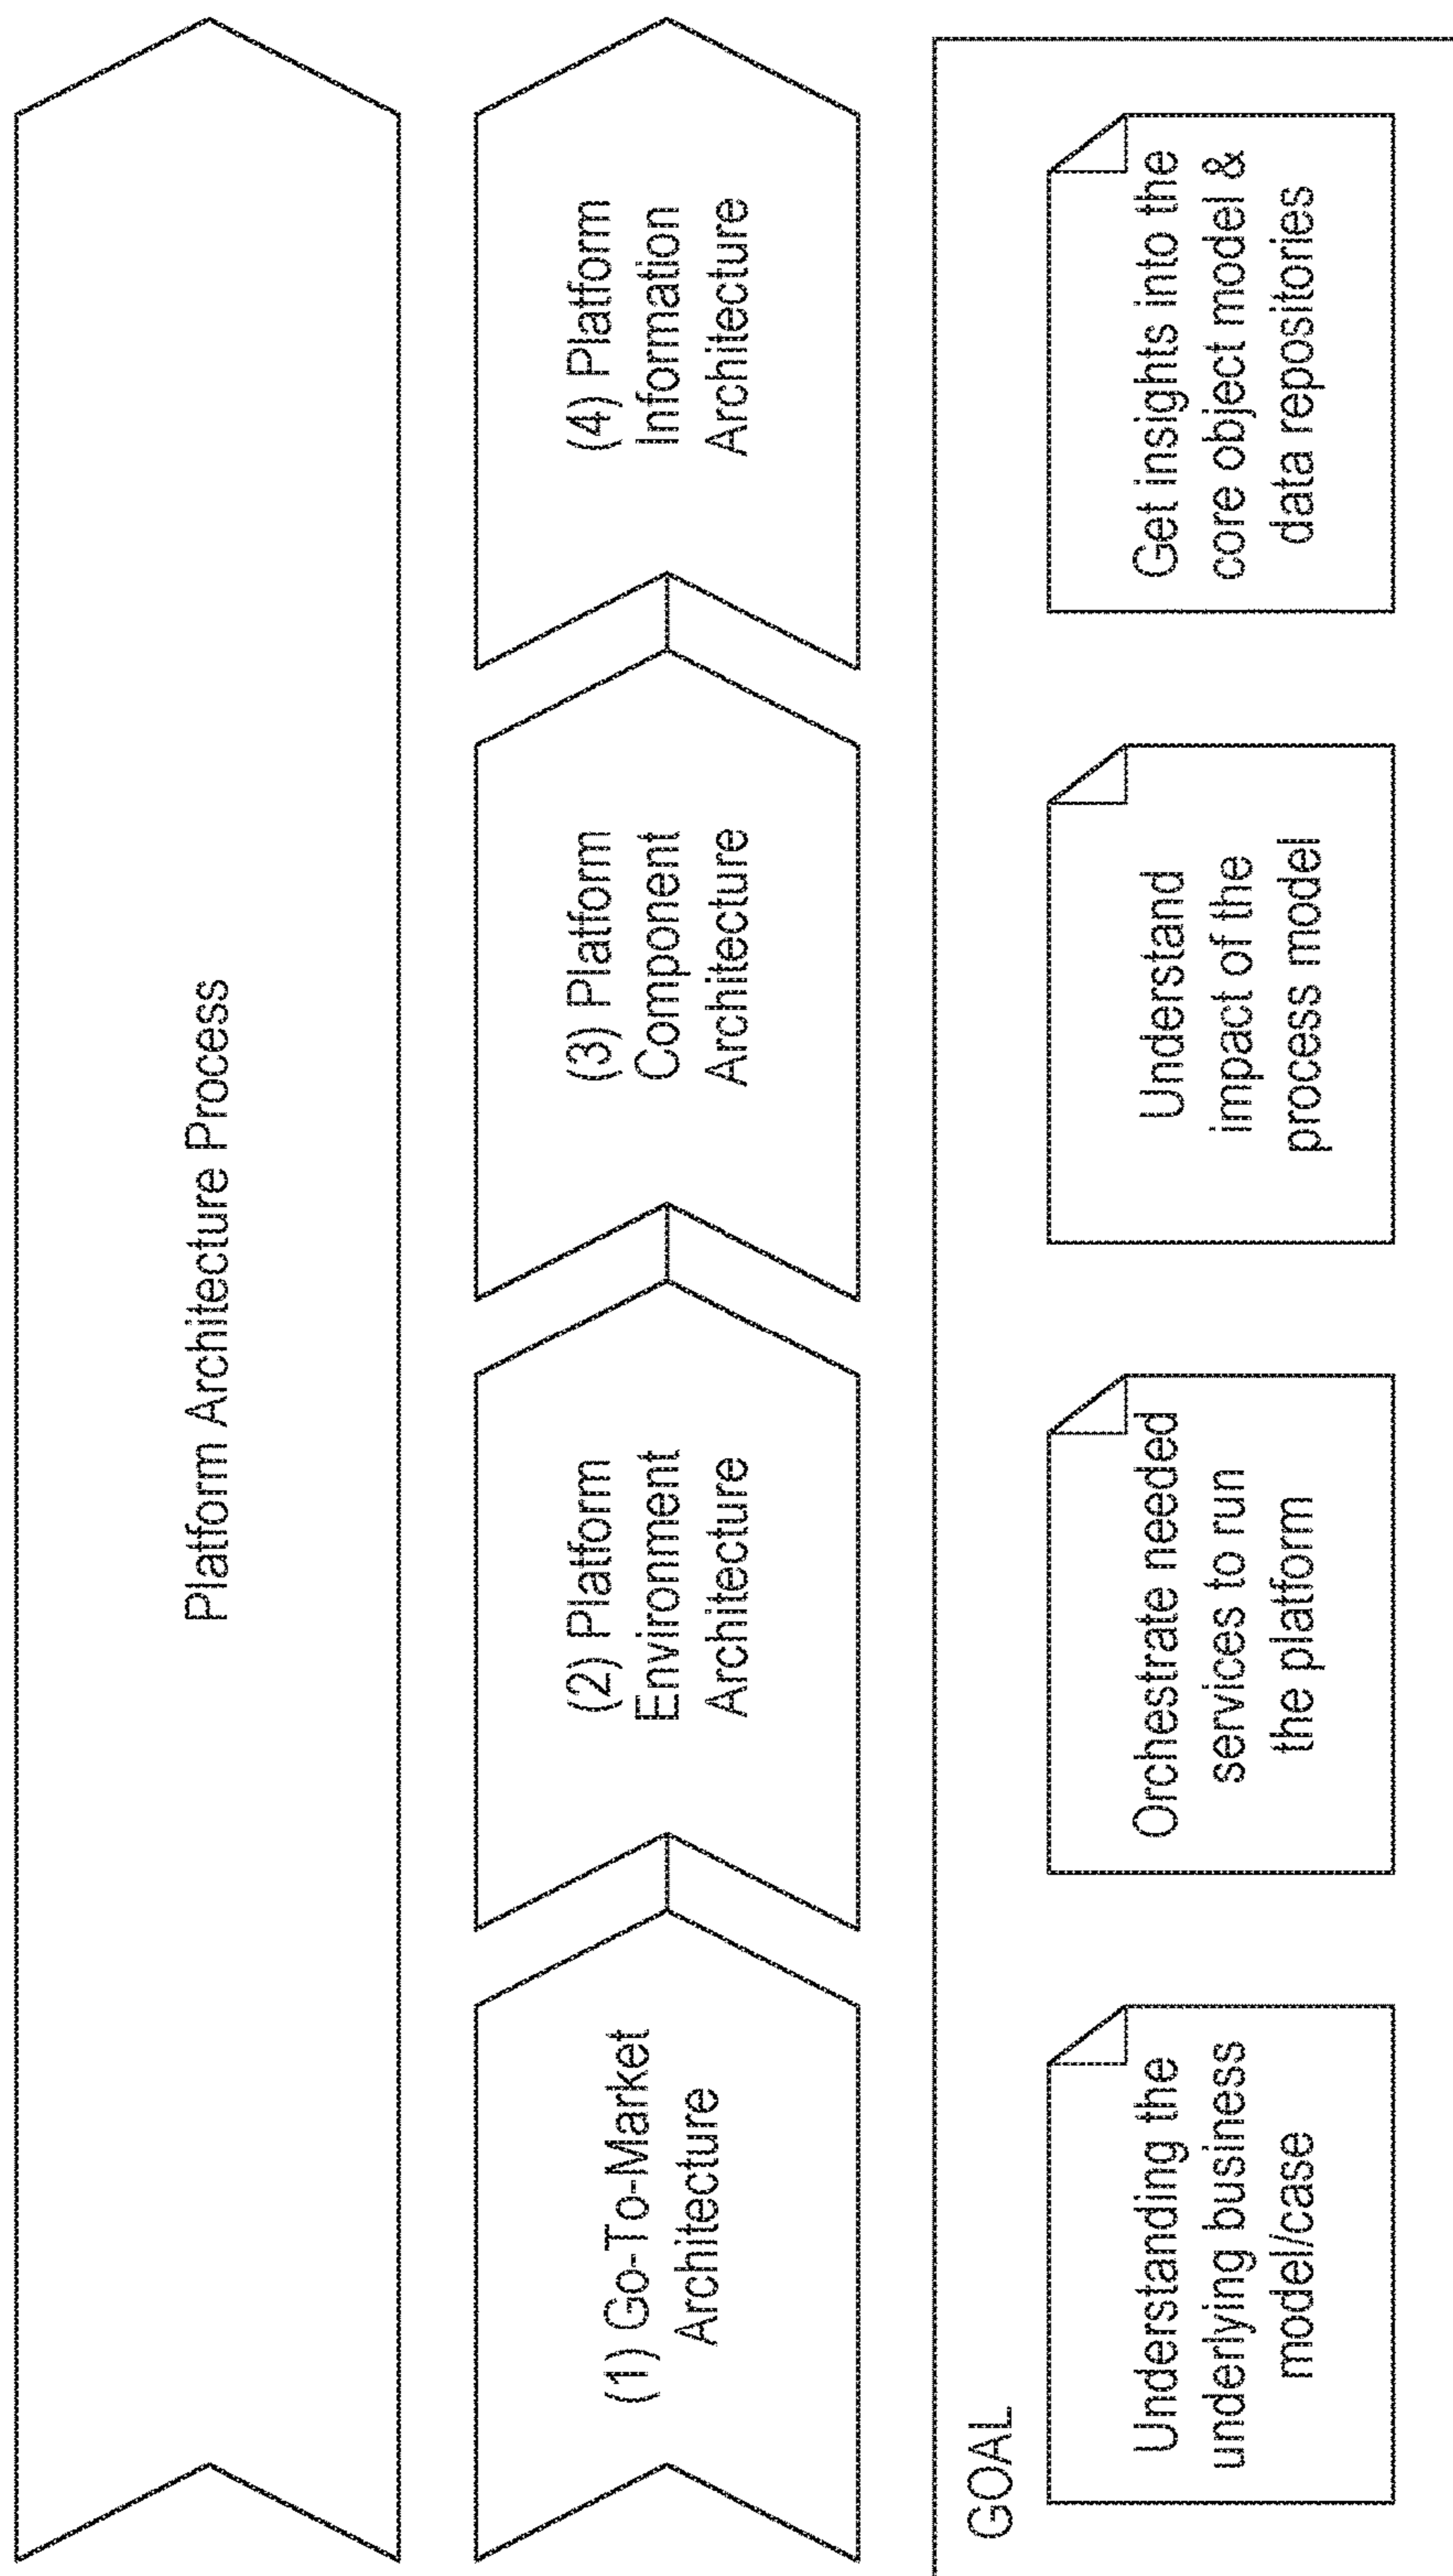 Platform Architecture Process
(1) Go-To-Market
Architecture
(2) Platform
Environment
Architecture
(3) Platform
Component
Architecture
(4) Platform
Information
Architecture
GOAL
Understanding the
underlying business
model/case
Orchestrate needed
services to run
the platform
Understand
impact of the
process model
Get insights into the
core object model &
data repositories